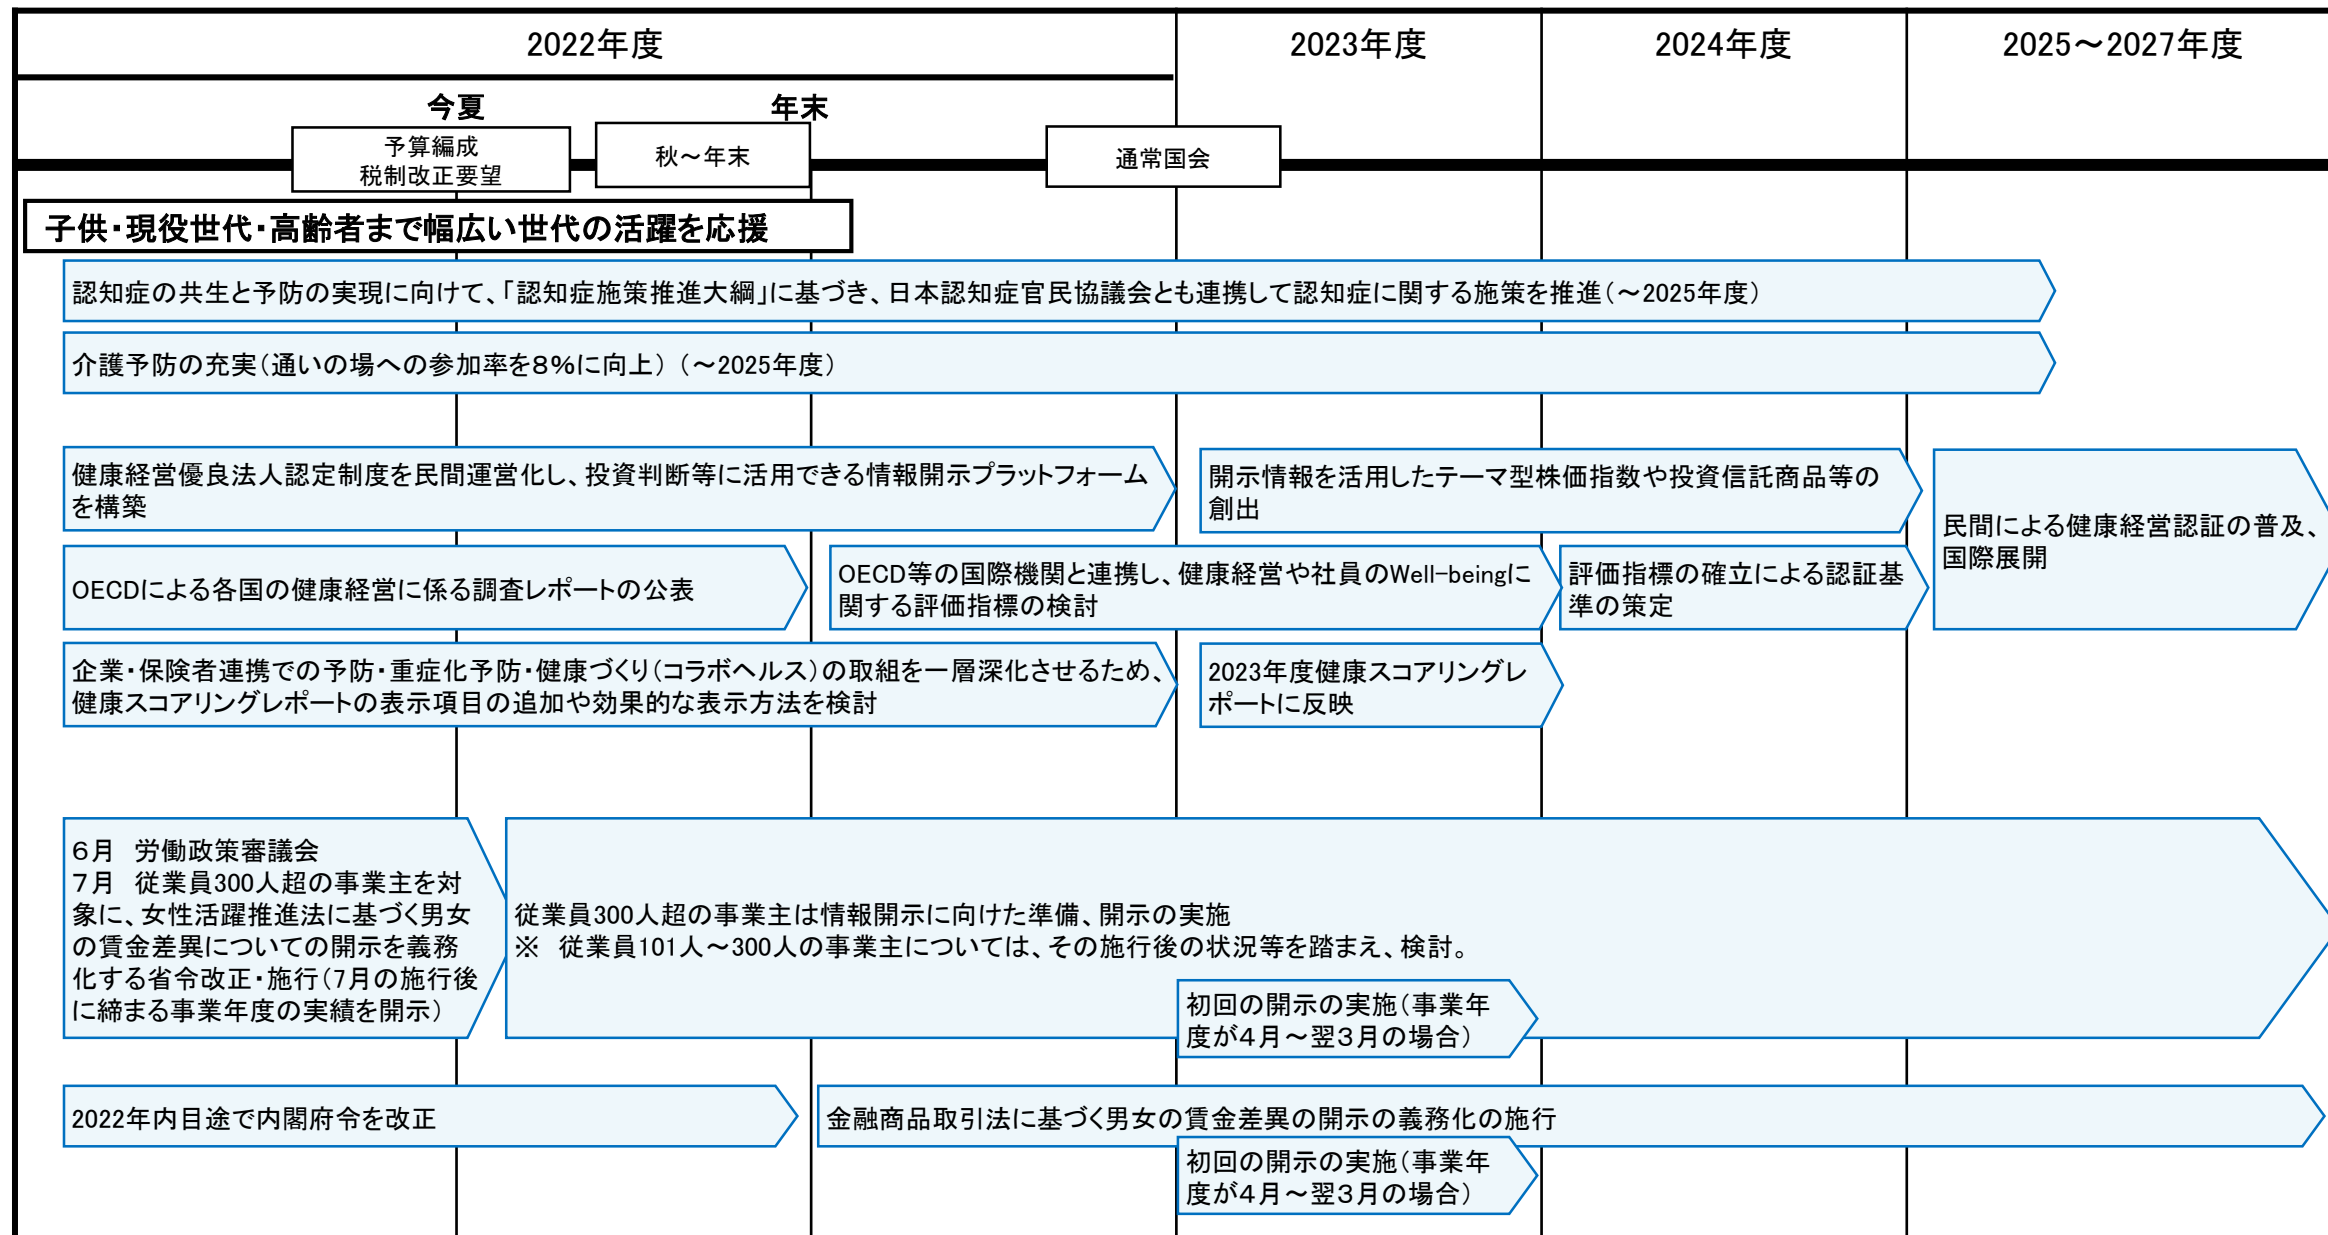 2022年度
2023年度
2024年度
2025～2027年度
今夏
年末
予算編成
税制改正要望
秋～年末
通常国会
子供・現役世代・高齢者まで幅広い世代の活躍を応援
認知症の共生と予防の実現に向けて、「認知症施策推進大綱」に基づき、日本認知症官民協議会とも連携して認知症に関する施策を推進（～2025年度）
介護予防の充実（通いの場への参加率を８％に向上）（～2025年度）
健康経営優良法人認定制度を民間運営化し、投資判断等に活用できる情報開示プラットフォーム
を構築
開示情報を活用したテーマ型株価指数や投資信託商品等の
創出
民間による健康経営認証の普及、
国際展開
OECDによる各国の健康経営に係る調査レポートの公表
OECD等の国際機関と連携し、健康経営や社員のWell-beingに
関する評価指標の検討
評価指標の確立による認証基
準の策定
企業・保険者連携での予防・重症化予防・健康づくり（コラボヘルス）の取組を一層深化させるため、
健康スコアリングレポートの表示項目の追加や効果的な表示方法を検討
2023年度健康スコアリングレ
ポートに反映
６月　労働政策審議会
７月　従業員300人超の事業主を対
象に、女性活躍推進法に基づく男女
の賃金差異についての開示を義務
化する省令改正・施行（7月の施行後
に締まる事業年度の実績を開示）
従業員300人超の事業主は情報開示に向けた準備、開示の実施
※　従業員101人～300人の事業主については、その施行後の状況等を踏まえ、検討。
初回の開示の実施（事業年
度が４月～翌３月の場合）
2022年内目途で内閣府令を改正
金融商品取引法に基づく男女の賃金差異の開示の義務化の施行
初回の開示の実施（事業年
度が４月～翌３月の場合）